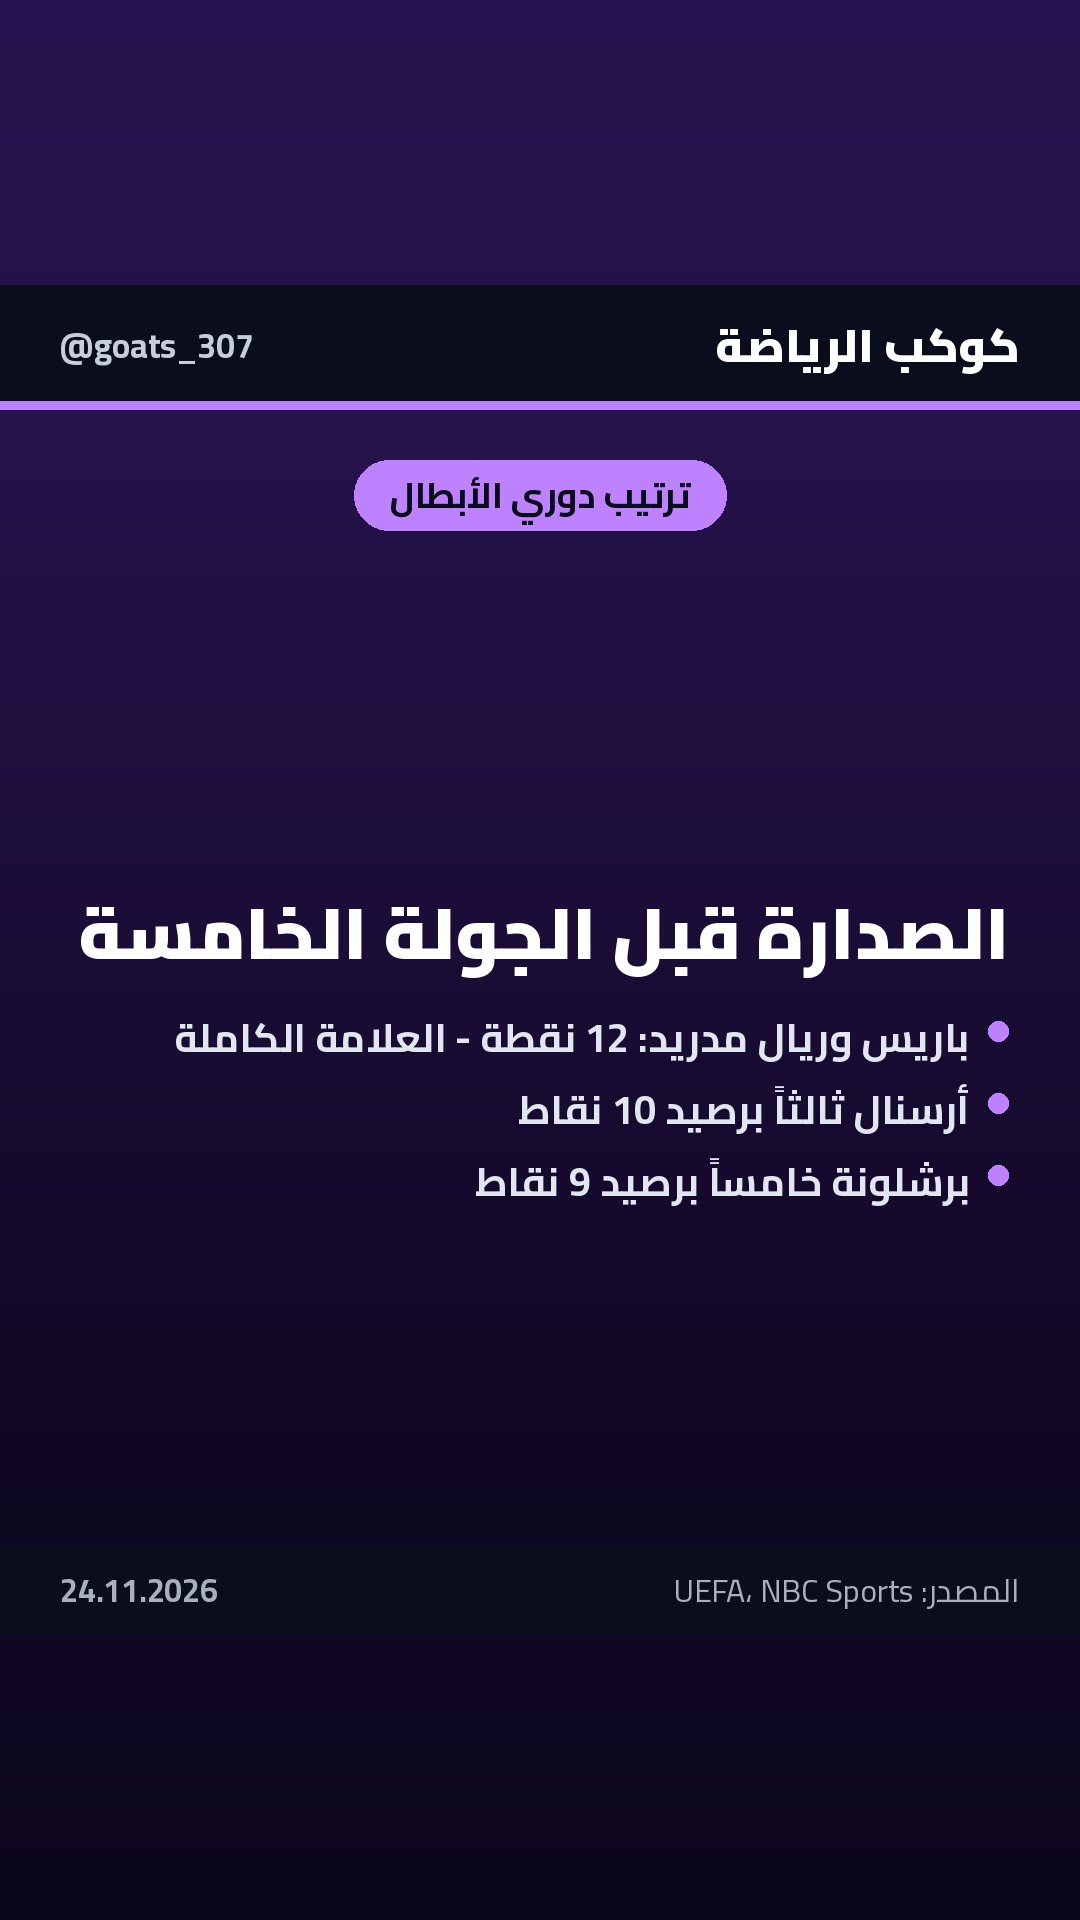 كوكب الرياضة
@goats_307
ترتيب دوري الأبطال
الصدارة قبل الجولة الخامسة
باريس وريال مدريد: 12 نقطة - العلامة الكاملة
أرسنال ثالثاً برصيد 10 نقاط
برشلونة خامساً برصيد 9 نقاط
المصدر: UEFA، NBC Sports
24.11.2026